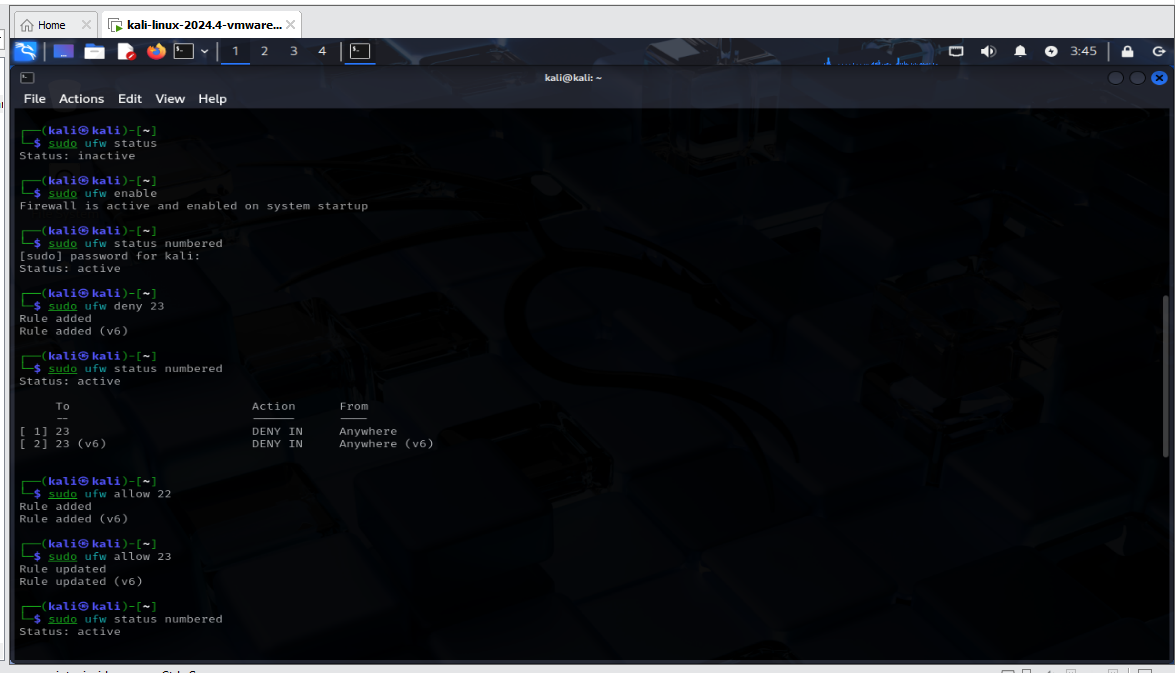 Home
kali-linux-2024.4-vmware...
1 2 3 4
3:45
kali@kali: ~
File Actions Edit View Help
┌──(kali㉿kali)-[~]
└─$ sudo ufw status
Status: inactive
┌──(kali㉿kali)-[~]
└─$ sudo ufw enable
Firewall is active and enabled on system startup
┌──(kali㉿kali)-[~]
└─$ sudo ufw status numbered
[sudo] password for kali:
Status: active
┌──(kali㉿kali)-[~]
└─$ sudo ufw deny 23
Rule added
Rule added (v6)
┌──(kali㉿kali)-[~]
└─$ sudo ufw status numbered
Status: active
To Action From
-- ------ ----
[ 1] 23 DENY IN Anywhere
[ 2] 23 (v6) DENY IN Anywhere (v6)
┌──(kali㉿kali)-[~]
└─$ sudo ufw allow 22
Rule added
Rule added (v6)
┌──(kali㉿kali)-[~]
└─$ sudo ufw allow 23
Rule updated
Rule updated (v6)
┌──(kali㉿kali)-[~]
└─$ sudo ufw status numbered
Status: active